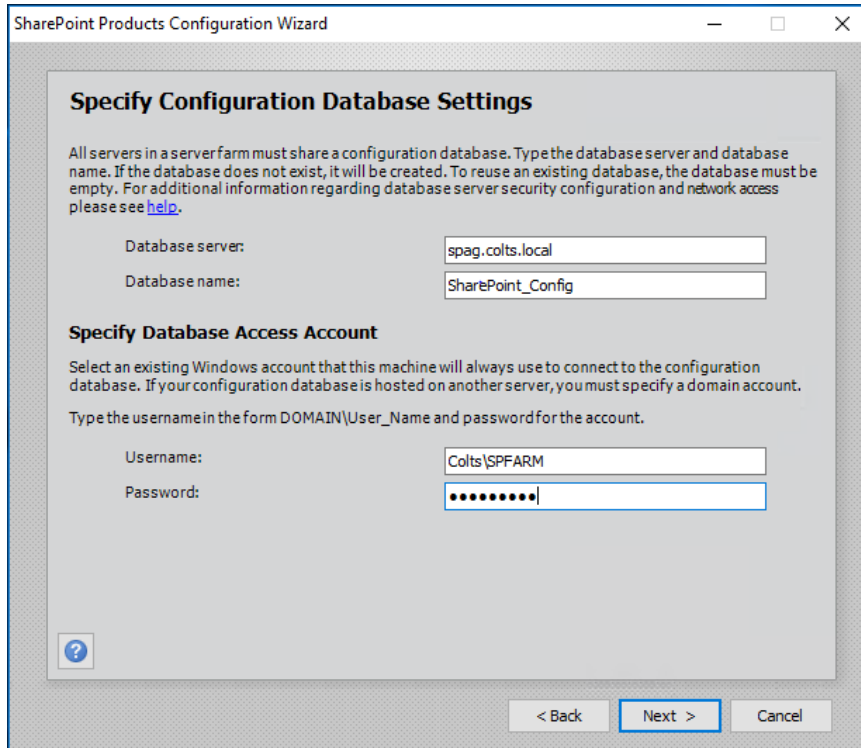 SharePoint Products Configuration Wizard
Specify Configuration Database Settings
All servers in a server farm must share a configuration database. Type the database server and database
name. If the database does not exist, it will be created. To reuse an existing database, the database must be
empty. For additional information regarding database server security configuration and network access
please see help.
Database server: spag.colts.local
Database name: SharePoint_Config
Specify Database Access Account
Select an existing Windows account that this machine will always use to connect to the configuration
database. If your configuration database is hosted on another server, you must specify a domain account.
Type the username in the form DOMAIN\User_Name and password for the account.
Username: Colts\SPFARM
Password: ●●●●●●●●●
?
< Back Next > Cancel